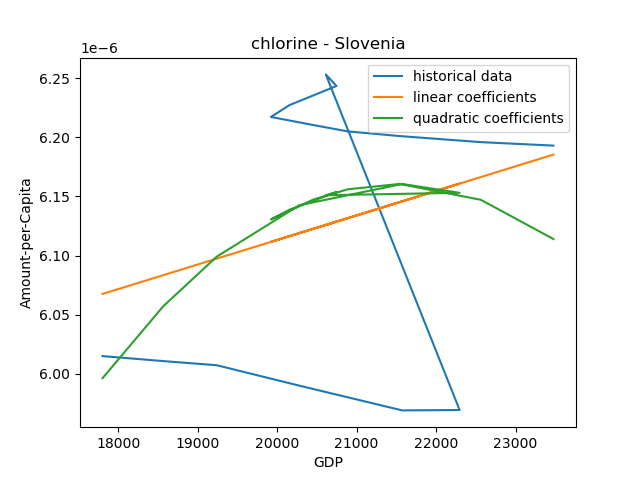 chlorine - Slovenia
1e−6
historical data
linear coefficients
quadratic coefficients
6.25
6.20
6.15
6.10
6.05
6.00
Amount-per-Capita
18000 19000 20000 21000 22000 23000
GDP